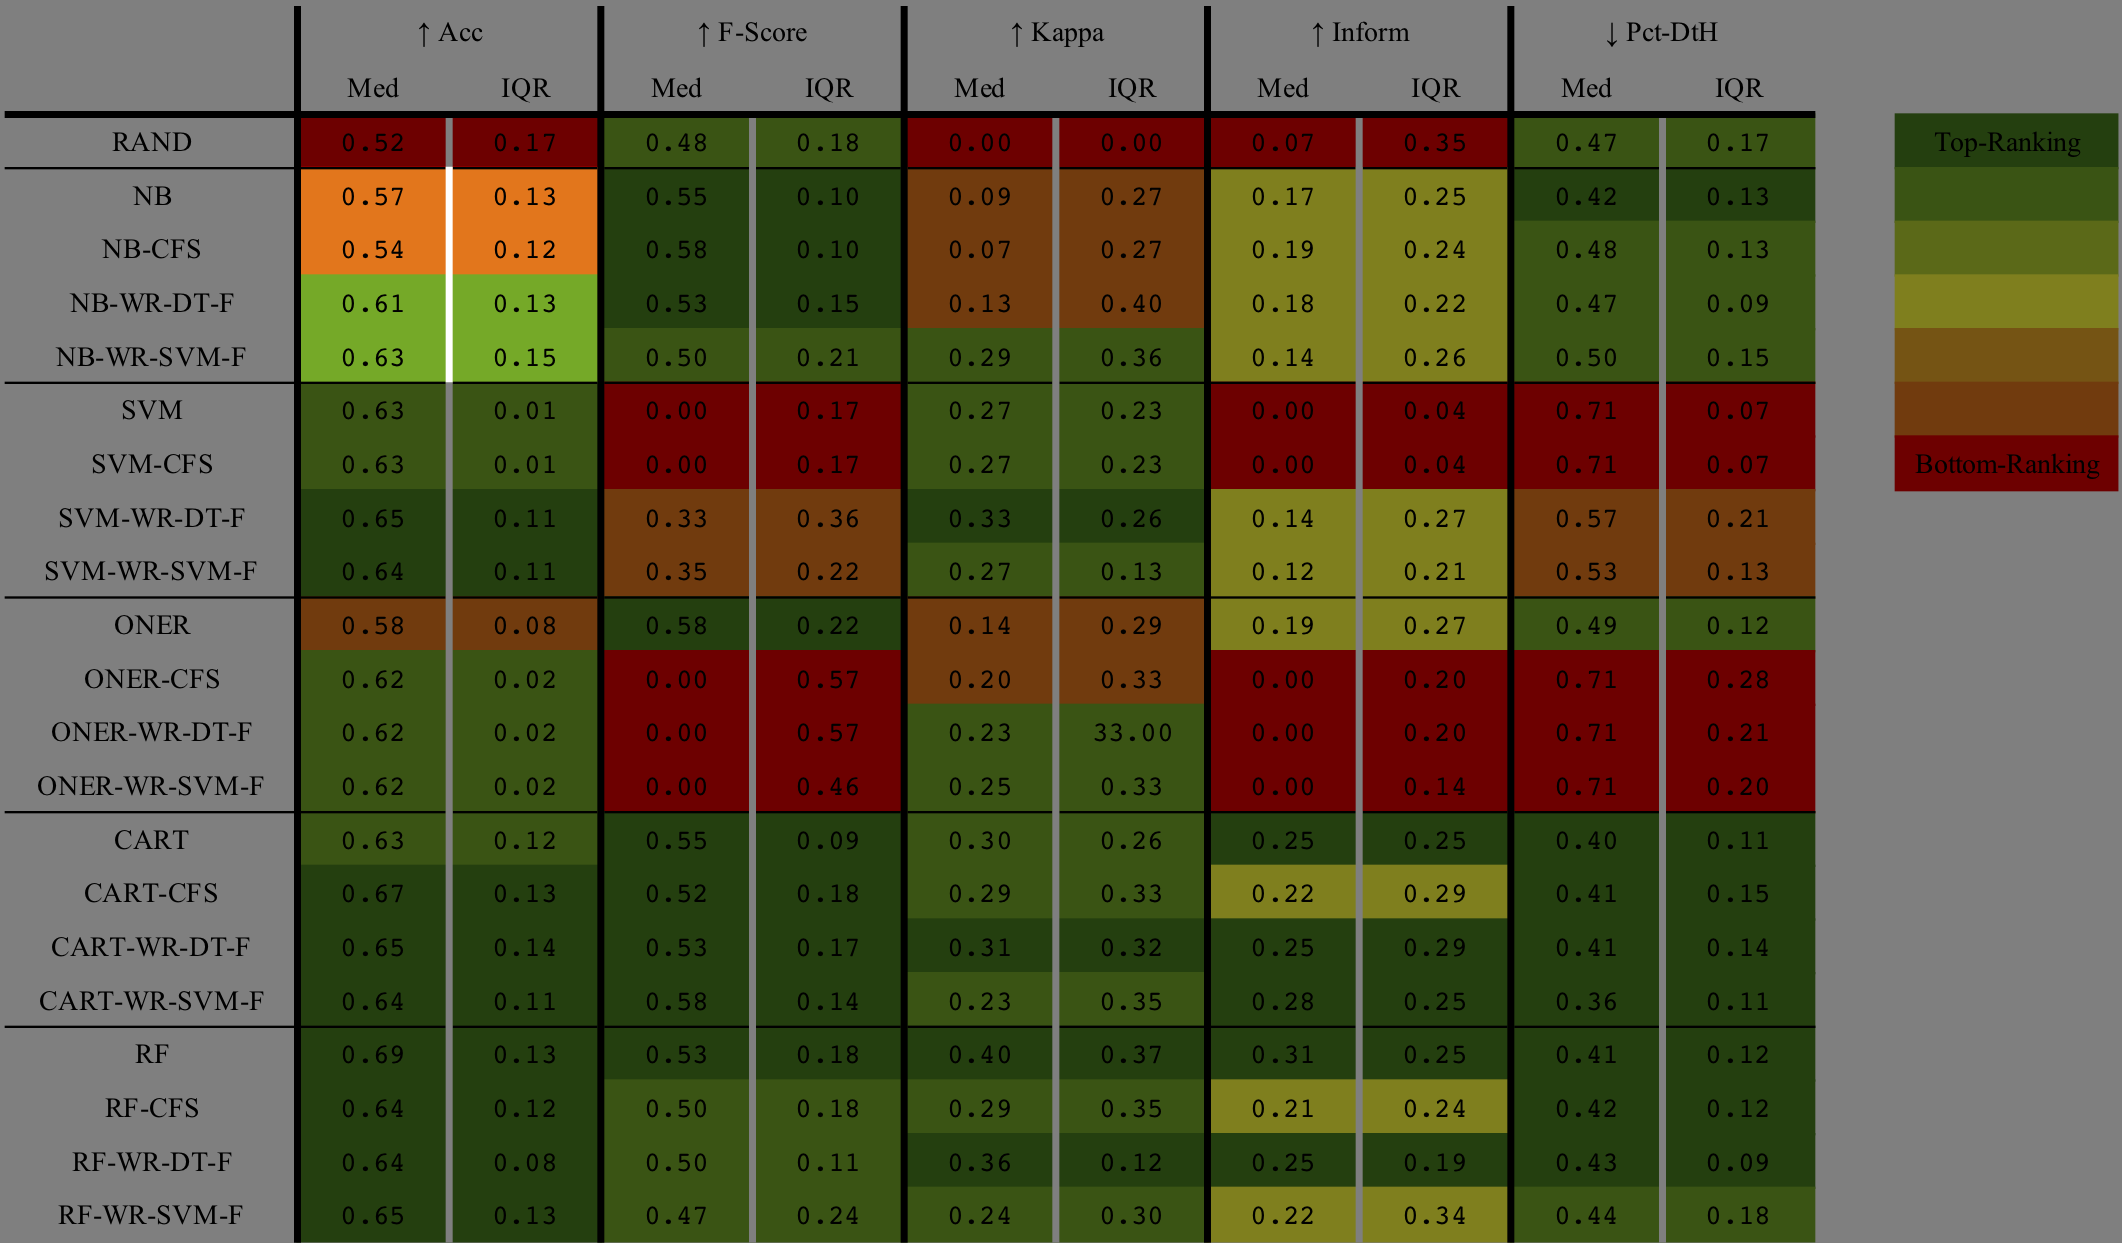 ↑ Acc ↑ F-Score ↑ Kappa ↑ Inform ↓ Pct-DtH
Med IQR Med IQR Med IQR Med IQR Med IQR
RAND 0.52 0.17 0.48 0.18 0.00 0.00 0.07 0.35 0.47 0.17 Top-Ranking
NB 0.57 0.13 0.55 0.10 0.09 0.27 0.17 0.25 0.42 0.13
NB-CFS 0.54 0.12 0.58 0.10 0.07 0.27 0.19 0.24 0.48 0.13
NB-WR-DT-F 0.61 0.13 0.53 0.15 0.13 0.40 0.18 0.22 0.47 0.09
NB-WR-SVM-F 0.63 0.15 0.50 0.21 0.29 0.36 0.14 0.26 0.50 0.15
SVM 0.63 0.01 0.00 0.17 0.27 0.23 0.00 0.04 0.71 0.07
SVM-CFS 0.63 0.01 0.00 0.17 0.27 0.23 0.00 0.04 0.71 0.07 Bottom-Ranking
SVM-WR-DT-F 0.65 0.11 0.33 0.36 0.33 0.26 0.14 0.27 0.57 0.21
SVM-WR-SVM-F 0.64 0.11 0.35 0.22 0.27 0.13 0.12 0.21 0.53 0.13
ONER 0.58 0.08 0.58 0.22 0.14 0.29 0.19 0.27 0.49 0.12
ONER-CFS 0.62 0.02 0.00 0.57 0.20 0.33 0.00 0.20 0.71 0.28
ONER-WR-DT-F 0.62 0.02 0.00 0.57 0.23 33.00 0.00 0.20 0.71 0.21
ONER-WR-SVM-F 0.62 0.02 0.00 0.46 0.25 0.33 0.00 0.14 0.71 0.20
CART 0.63 0.12 0.55 0.09 0.30 0.26 0.25 0.25 0.40 0.11
CART-CFS 0.67 0.13 0.52 0.18 0.29 0.33 0.22 0.29 0.41 0.15
CART-WR-DT-F 0.65 0.14 0.53 0.17 0.31 0.32 0.25 0.29 0.41 0.14
CART-WR-SVM-F 0.64 0.11 0.58 0.14 0.23 0.35 0.28 0.25 0.36 0.11
RF 0.69 0.13 0.53 0.18 0.40 0.37 0.31 0.25 0.41 0.12
RF-CFS 0.64 0.12 0.50 0.18 0.29 0.35 0.21 0.24 0.42 0.12
RF-WR-DT-F 0.64 0.08 0.50 0.11 0.36 0.12 0.25 0.19 0.43 0.09
RF-WR-SVM-F 0.65 0.13 0.47 0.24 0.24 0.30 0.22 0.34 0.44 0.18